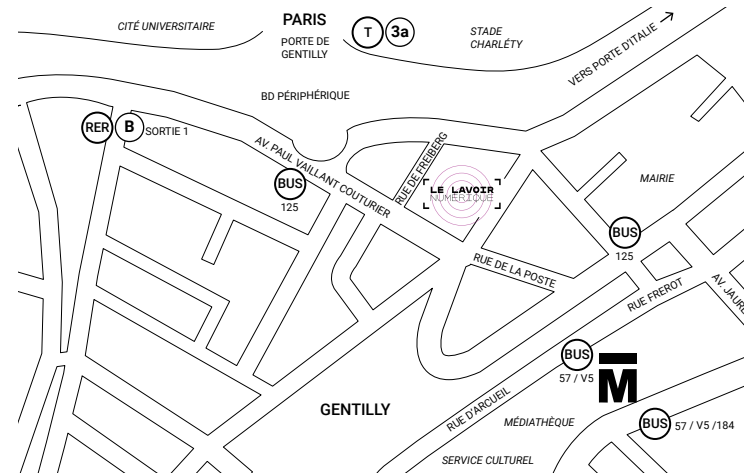 CITÉ UNIVERSITAIRE
PARIS
PORTE DE
GENTILLY
T
3a
STADE
CHARLÉTY
VERS PORTE D'ITALIE
BD PÉRIPHÉRIQUE
RER
B
SORTIE 1
AV. PAUL VAILLANT COUTURIER
RUE DE FREIBERG
BUS
125
LE LAVOIR
NUMÉRIQUE
MAIRIE
BUS
125
RUE DE LA POSTE
RUE FREROT
AV. JAURE
BUS
57 / V5
M
GENTILLY
RUE D'ARCUEIL
MÉDIATHÈQUE
BUS
57 / V5 /184
SERVICE CULTUREL